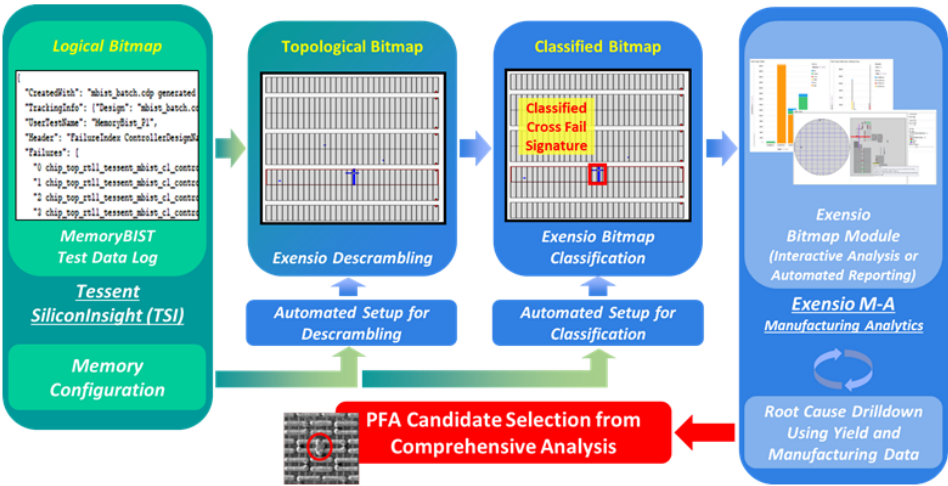 Logical Bitmap
[
"CreatedWith": "mbist_batch.cdp generated
"TrackingInfo": ["Design": "mbist_batch.cd
"UserTestName": "MemoryBist_P1",
"Header": "FailureIndex ControllerDesignNa
"Failures": [
"0 chip_top_rtl1_tessent_mbist_c1_contro
"1 chip_top_rtl1_tessent_mbist_c1_contro
"2 chip_top_rtl1_tessent_mbist_c1_contro
"3 chip_top_rtl1_tessent_mbist_c1_contro
MemoryBIST
Test Data Log
Tessent
SiliconInsight (TSI)
Memory
Configuration
Topological Bitmap
Exensio Descrambling
Automated Setup for
Descrambling
Classified Bitmap
Classified
Cross Fail
Signature
Exensio Bitmap
Classification
Automated Setup for
Classification
Exensio
Bitmap Module
(Interactive Analysis or
Automated Reporting)
Exensio M-A
Manufacturing Analytics
Root Cause Drilldown
Using Yield and
Manufacturing Data
PFA Candidate Selection from
Comprehensive Analysis